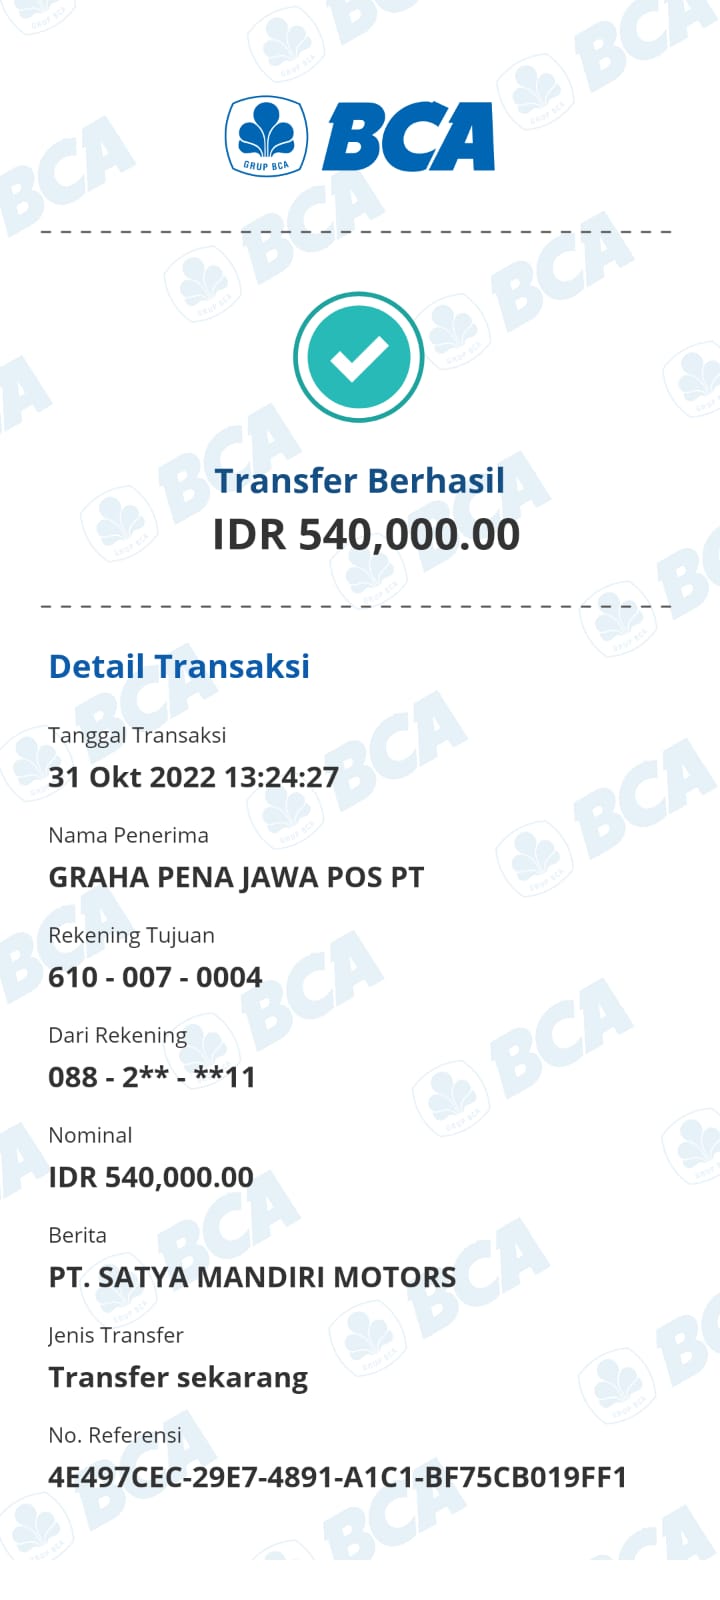 GRUP BCA
BCA
Transfer Berhasil
IDR 540,000.00
Detail Transaksi
Tanggal Transaksi
31 Okt 2022 13:24:27
Nama Penerima
GRAHA PENA JAWA POS PT
Rekening Tujuan
610 - 007 - 0004
Dari Rekening
088 - 2** - **11
Nominal
IDR 540,000.00
Berita
PT. SATYA MANDIRI MOTORS
Jenis Transfer
Transfer sekarang
No. Referensi
4E497CEC-29E7-4891-A1C1-BF75CB019FF1